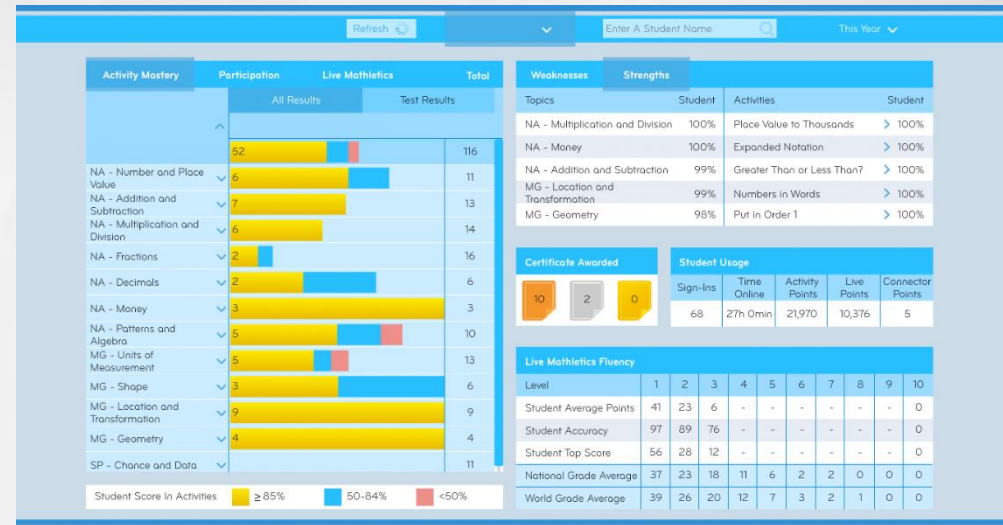 Refresh
Enter A Student Name
This Year
Activity Mastery Participation Live Mathletics Total
All Results Test Results
52 116
NA - Number and Place Value 6 11
NA - Addition and Subtraction 7 13
NA - Multiplication and Division 6 14
NA - Fractions 2 16
NA - Decimals 2 6
NA - Money 3 3
NA - Patterns and Algebra 5 10
MG - Units of Measurement 5 13
MG - Shape 3 6
MG - Location and Transformation 9 9
MG - Geometry 4 4
SP - Chance and Data 11
Student Score In Activities ≥ 85% 50-84% <50%
Weaknesses Strengths
Topics Student Activities Student
NA - Multiplication and Division 100% Place Value to Thousands 100%
NA - Money 100% Expanded Notation 100%
NA - Addition and Subtraction 99% Greater Than or Less Than? 100%
MG - Location and Transformation 99% Numbers in Words 100%
MG - Geometry 98% Put in Order 1 100%
Certificate Awarded
10 2 0
Student Usage
Sign-Ins Time Online Activity Points Live Points Connector Points
68 27h 0min 21,970 10,376 5
Live Mathletics Fluency
Level 1 2 3 4 5 6 7 8 9 10
Student Average Points 41 23 6 - - - - - - 0
Student Accuracy 97 89 76 - - - - - - 0
Student Top Score 56 28 12 - - - - - - 0
National Grade Average 37 23 18 11 6 2 2 0 0 0
World Grade Average 39 26 20 12 7 3 2 1 0 0